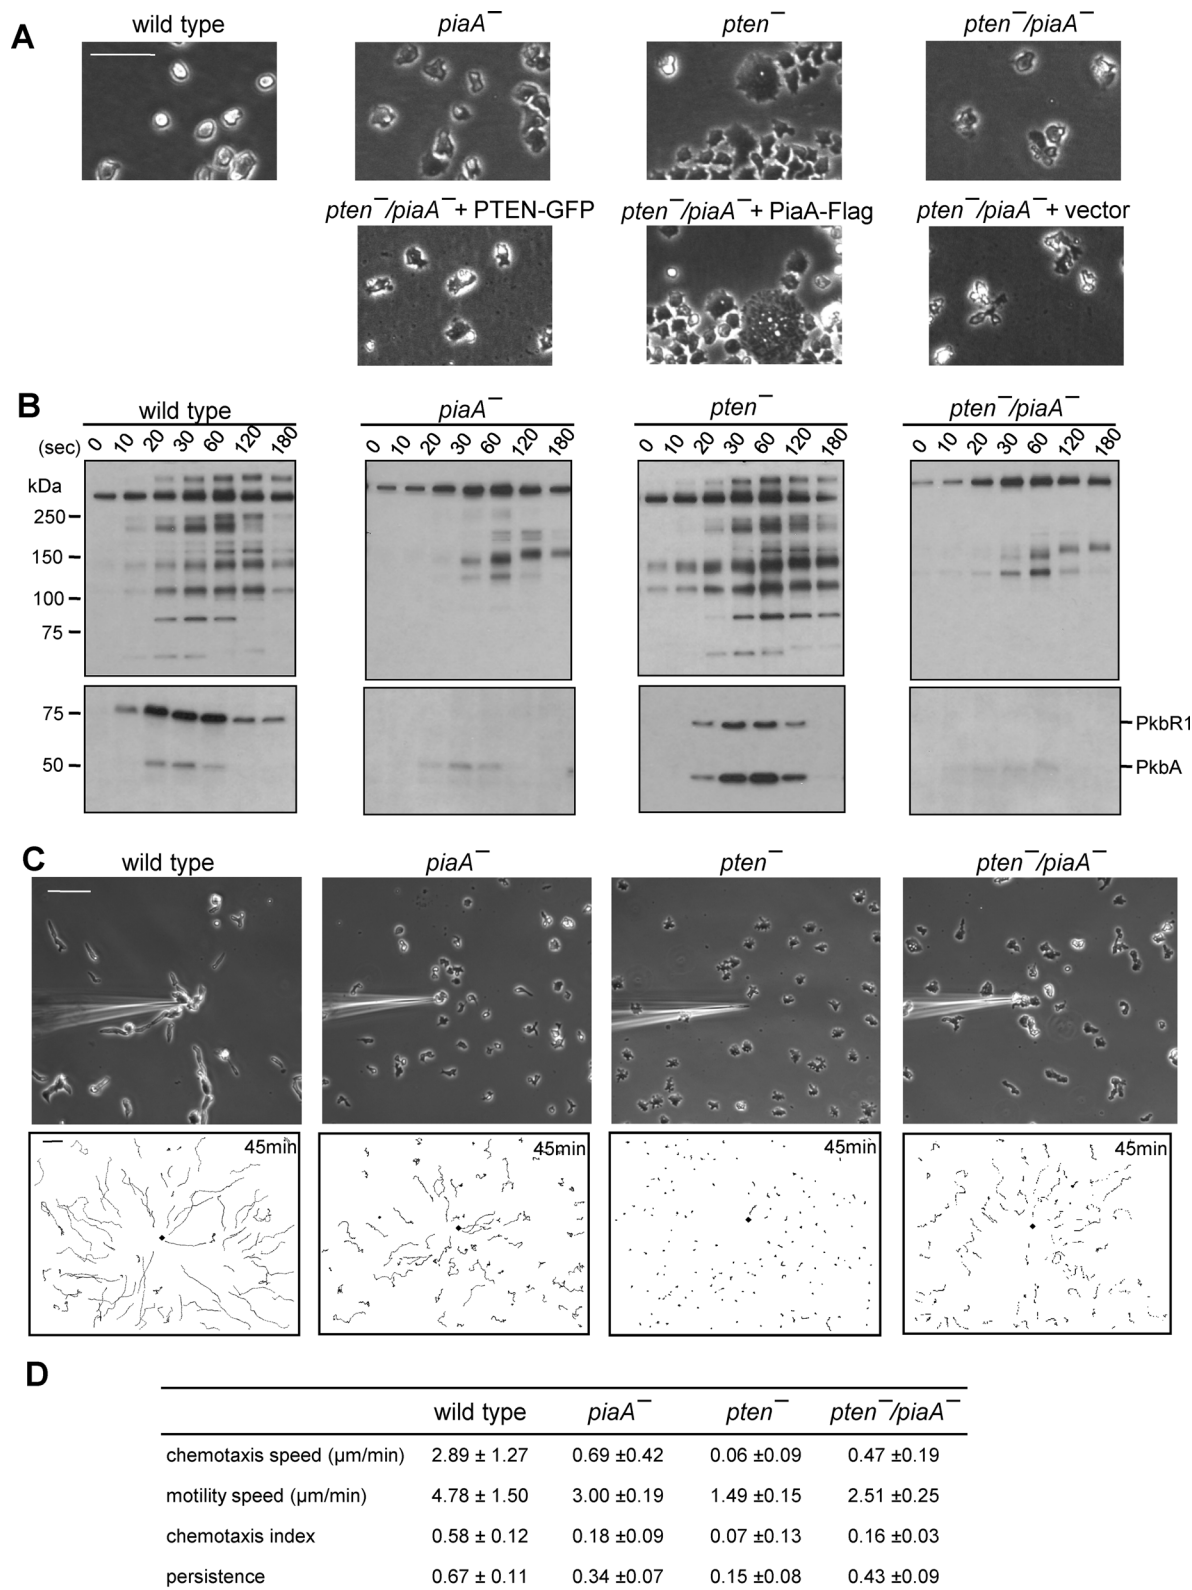 A
wild type piaA⁻ pten⁻ pten⁻/piaA⁻
pten⁻/piaA⁻+ PTEN-GFP pten⁻/piaA⁻+ PiaA-Flag pten⁻/piaA⁻+ vector
B
wild type piaA⁻ pten⁻ pten⁻/piaA⁻
(sec) 0 10 20 30 60 120 180 0 10 20 30 60 120 180 0 10 20 30 60 120 180 0 10 20 30 60 120 180
kDa
250
150
100
75
75 PkbR1
50 PkbA
C
wild type piaA⁻ pten⁻ pten⁻/piaA⁻
45min 45min 45min 45min
D
wild type piaA⁻ pten⁻ pten⁻/piaA⁻
chemotaxis speed (µm/min) 2.89 ± 1.27 0.69 ±0.42 0.06 ±0.09 0.47 ±0.19
motility speed (µm/min) 4.78 ± 1.50 3.00 ±0.19 1.49 ±0.15 2.51 ±0.25
chemotaxis index 0.58 ± 0.12 0.18 ±0.09 0.07 ±0.13 0.16 ±0.03
persistence 0.67 ± 0.11 0.34 ±0.07 0.15 ±0.08 0.43 ±0.09